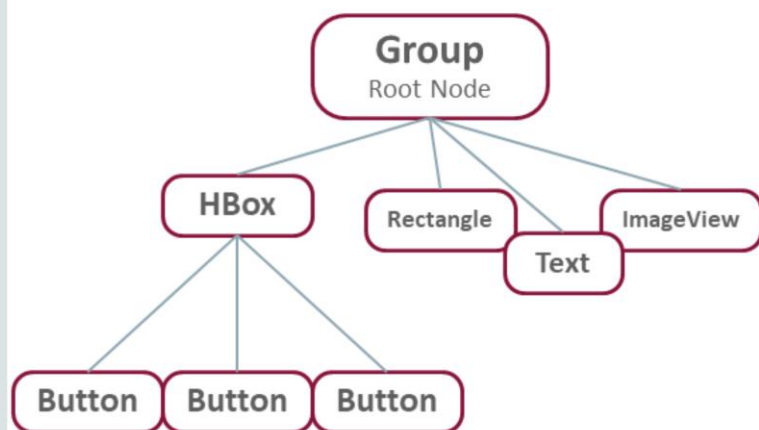 Group
Root Node
HBox
Rectangle
ImageView
Text
Button
Button
Button